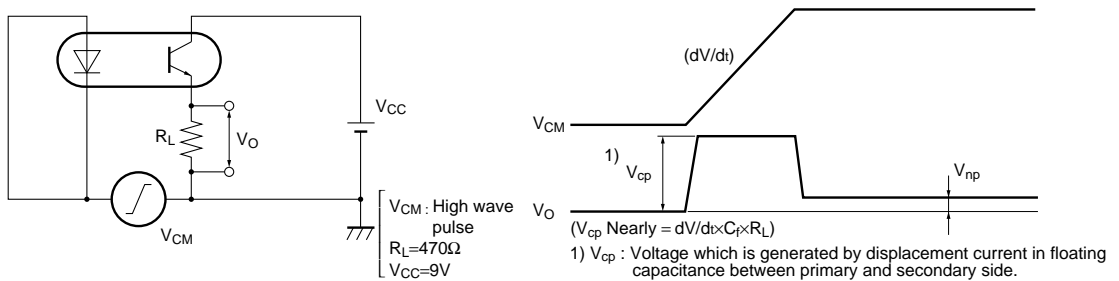 V_CC
R_L
V_O
V_CM
V_CM : High wave
pulse
R_L=470Ω
V_CC=9V
(dV/dt)
V_CM
1)
V_cp
V_np
V_O
(V_cp Nearly = dV/dt×C_f×R_L)
1) V_cp : Voltage which is generated by displacement current in floating
capacitance between primary and secondary side.